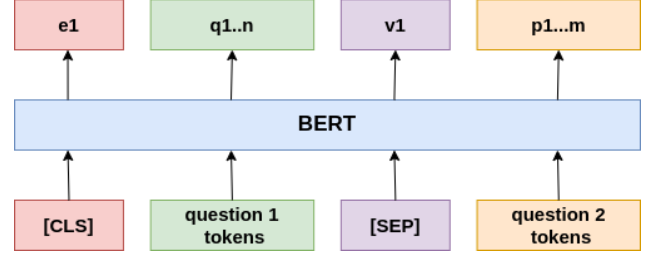 e1
q1..n
v1
p1...m
BERT
[CLS]
question 1
tokens
[SEP]
question 2
tokens